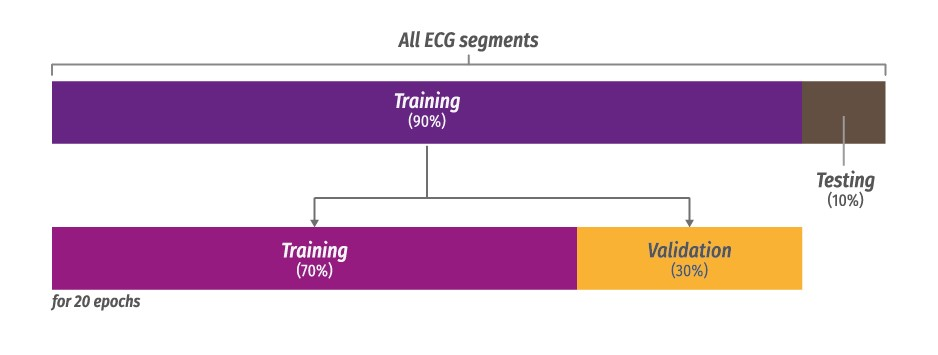 All ECG segments
Training
(90%)
Testing
(10%)
Training
(70%)
Validation
(30%)
for 20 epochs